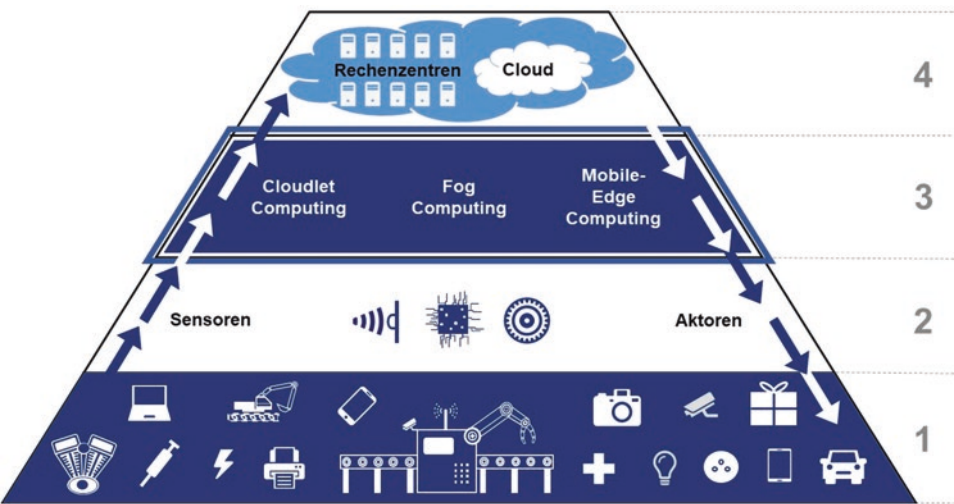 Rechenzentren
Cloud
4
Cloudlet
Computing
Fog
Computing
Mobile-
Edge
Computing
3
Sensoren
Aktoren
2
1